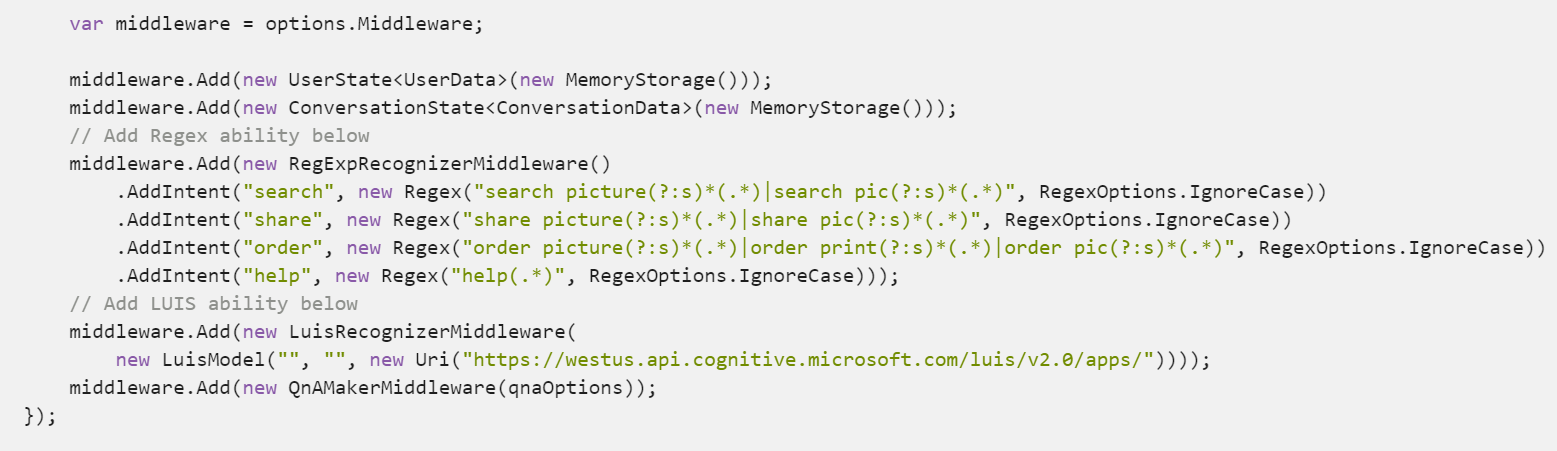 var middleware = options.Middleware;
middleware.Add(new UserState<UserData>(new MemoryStorage()));
middleware.Add(new ConversationState<ConversationData>(new MemoryStorage()));
// Add Regex ability below
middleware.Add(new RegExpRecognizerMiddleware()
.AddIntent("search", new Regex("search picture(?:s)*(.*)|search pic(?:s)*(.*)", RegexOptions.IgnoreCase))
.AddIntent("share", new Regex("share picture(?:s)*(.*)|share pic(?:s)*(.*)", RegexOptions.IgnoreCase))
.AddIntent("order", new Regex("order picture(?:s)*(.*)|order print(?:s)*(.*)|order pic(?:s)*(.*)", RegexOptions.IgnoreCase))
.AddIntent("help", new Regex("help(.*)", RegexOptions.IgnoreCase)));
// Add LUIS ability below
middleware.Add(new LuisRecognizerMiddleware(
new LuisModel("", "", new Uri("https://westus.api.cognitive.microsoft.com/luis/v2.0/apps/"))));
middleware.Add(new QnAMakerMiddleware(qnaOptions));
});